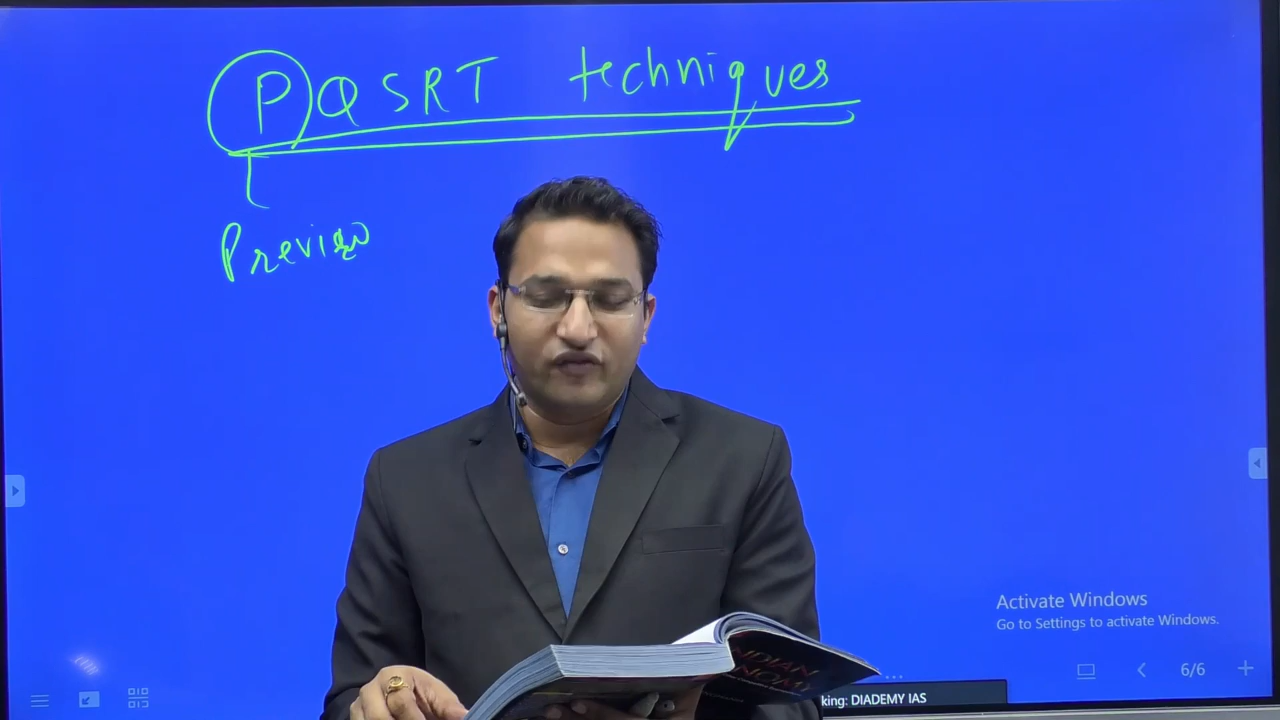 PQSRT techniques
Preview
Activate Windows
Go to Settings to activate Windows.
6/6
king: DIADEMY IAS